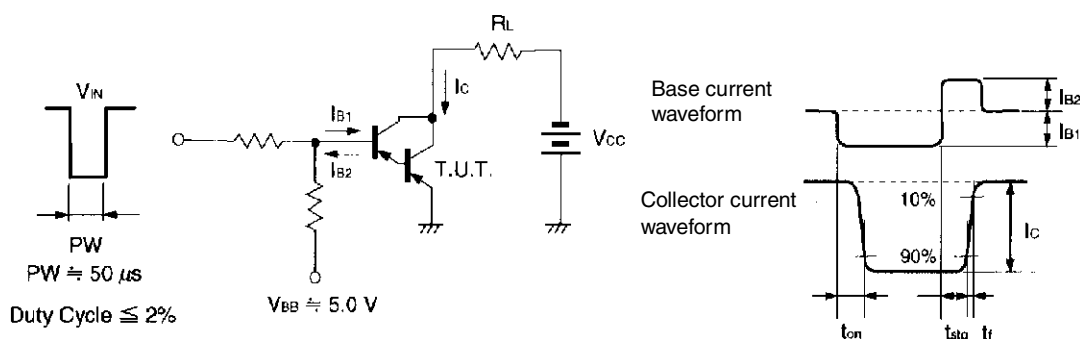 VIN
PW
PW ≒ 50 μs
Duty Cycle ≦ 2%
IB1
IB2
VBB ≒ 5.0 V
T.U.T.
IC
RL
VCC
Base current
waveform
IB2
IB1
Collector current
waveform
10%
90%
IC
ton
tstg
tf